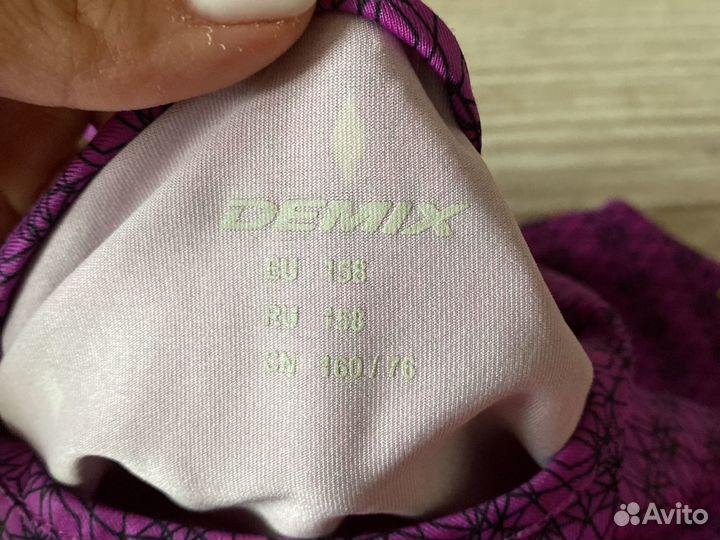 DEMIX
EU 158
RU 158
CN 160 / 76
Avito